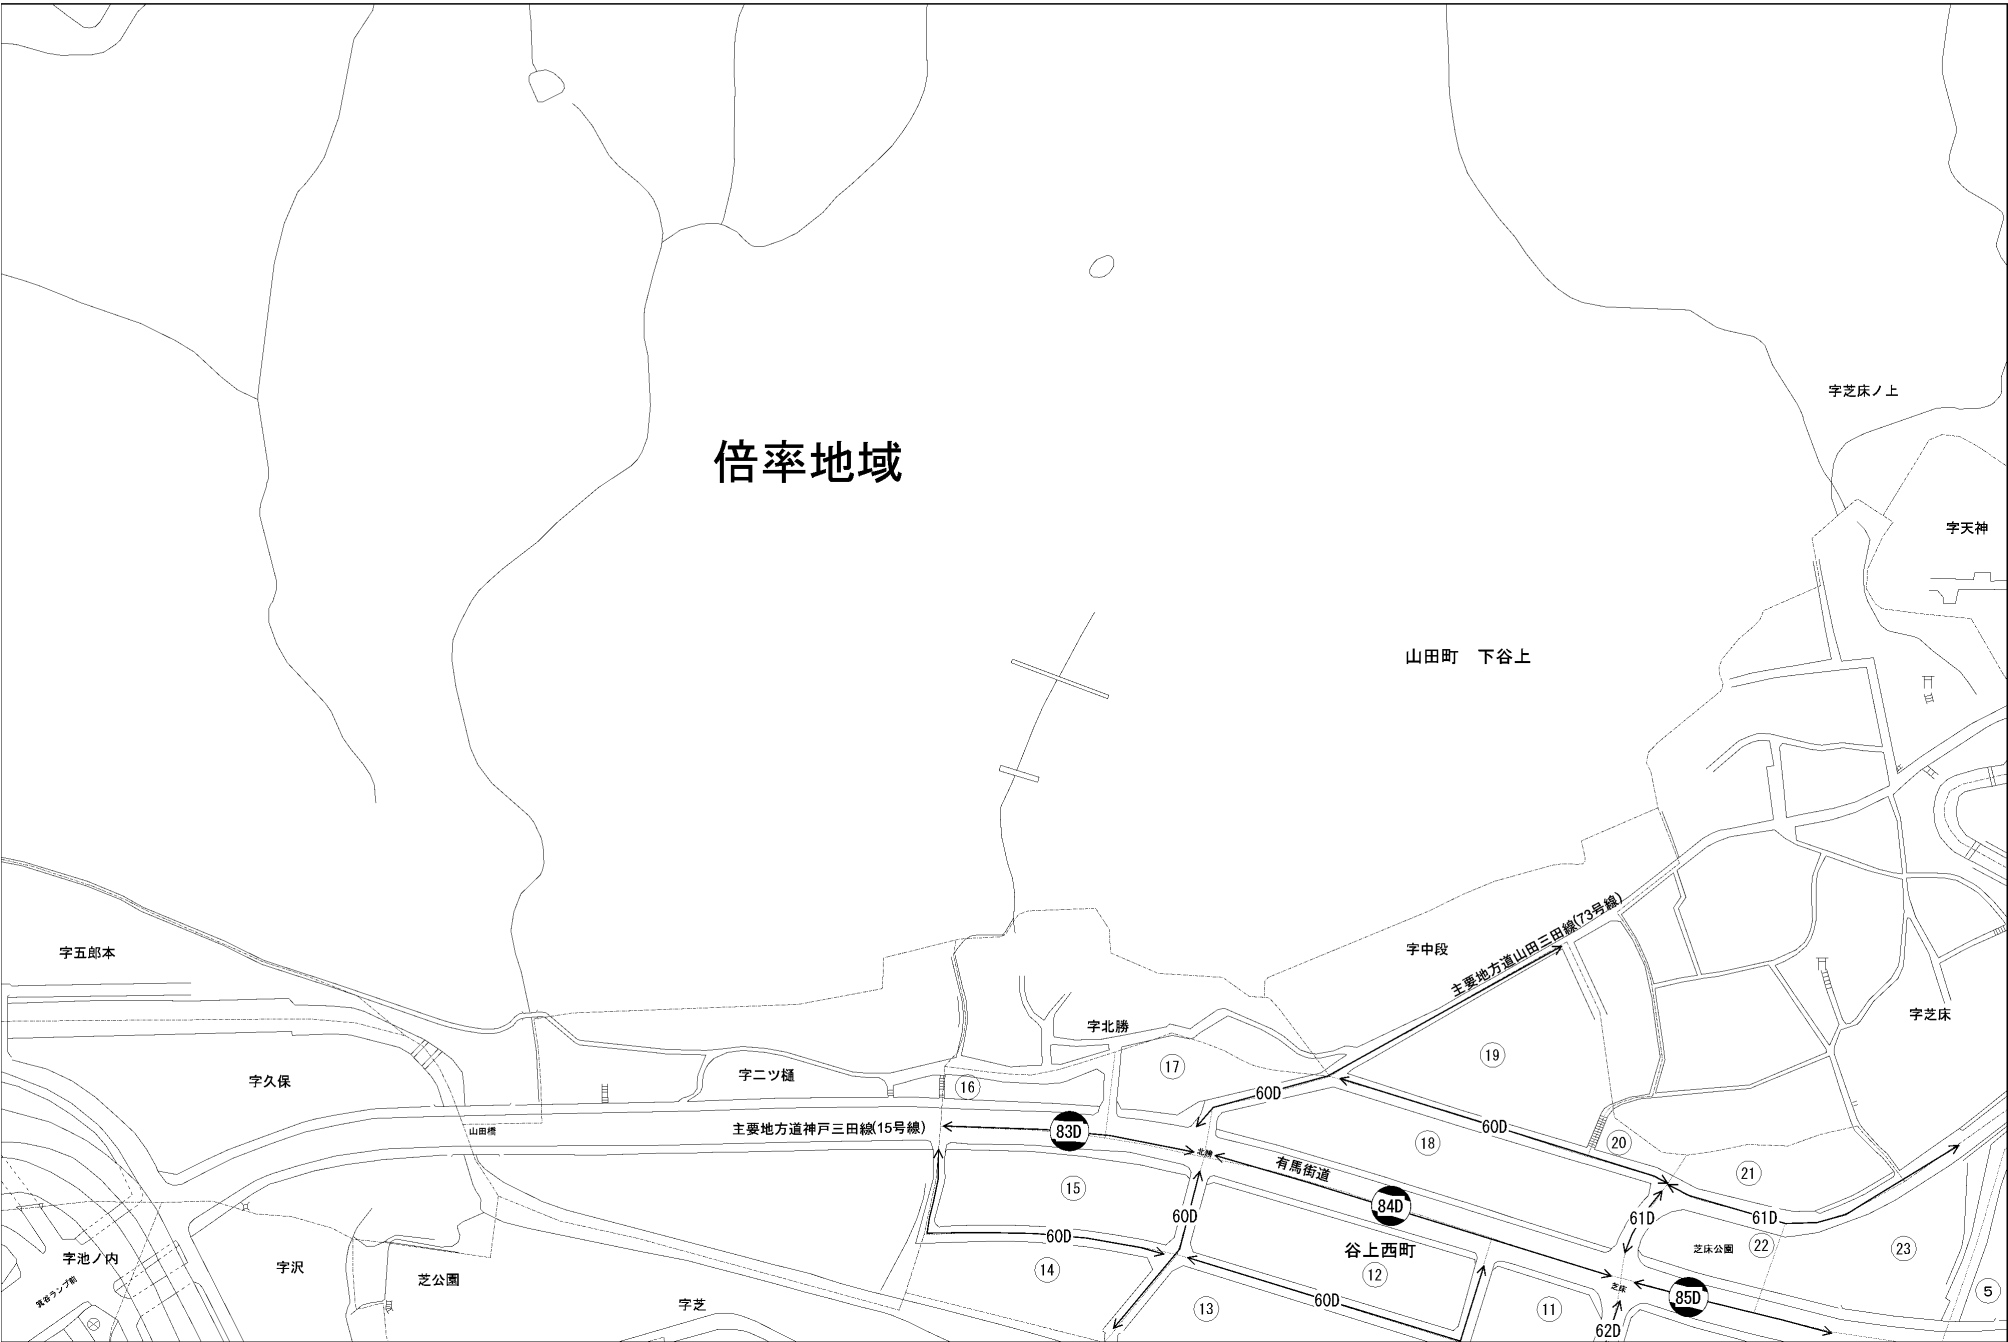 字芝床ノ上
倍率地域
字天神
山田町　下谷上
主要地方道山田三田線(73号線)
字五郎本
字中段
字芝床
字北勝
19
17
字久保
字二ツ樋
16
60D
山田橋
主要地方道神戸三田線(15号線)
83D
60D
18
20
北勝
有馬街道
21
15
84D
60D
61D
61D
60D
谷上西町
芝床公園
22
23
字池ノ内
字沢
芝公園
14
12
箕谷ランプ前
字芝
13
60D
11
芝床
85D
5
62D